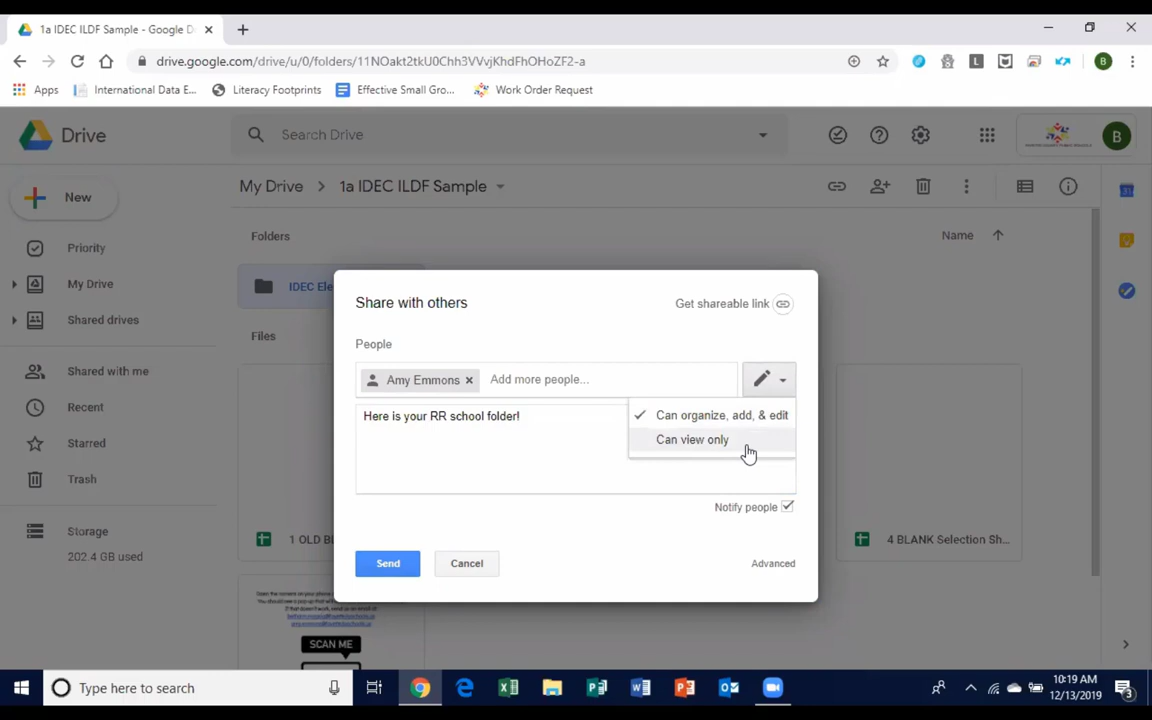 1a IDEC ILDF Sample - Google D
drive.google.com/drive/u/0/folders/11NOakt2tkU0Chh3VVvjKhdFhOHoZF2-a
Apps
International Data E...
Literacy Footprints
Effective Small Gro...
Work Order Request
Drive
Search Drive
B
New
My Drive > 1a IDEC ILDF Sample
Priority
My Drive
Shared drives
Shared with me
Recent
Starred
Trash
Storage
202.4 GB used
Folders
Name
IDEC Ele
Files
1 OLD B
4 BLANK Selection Sh...
SCAN ME
Share with others
Get shareable link
People
Amy Emmons
Add more people...
Here is your RR school folder!
Can organize, add, & edit
Can view only
Notify people
Send
Cancel
Advanced
Type here to search
10:19 AM
12/13/2019
3